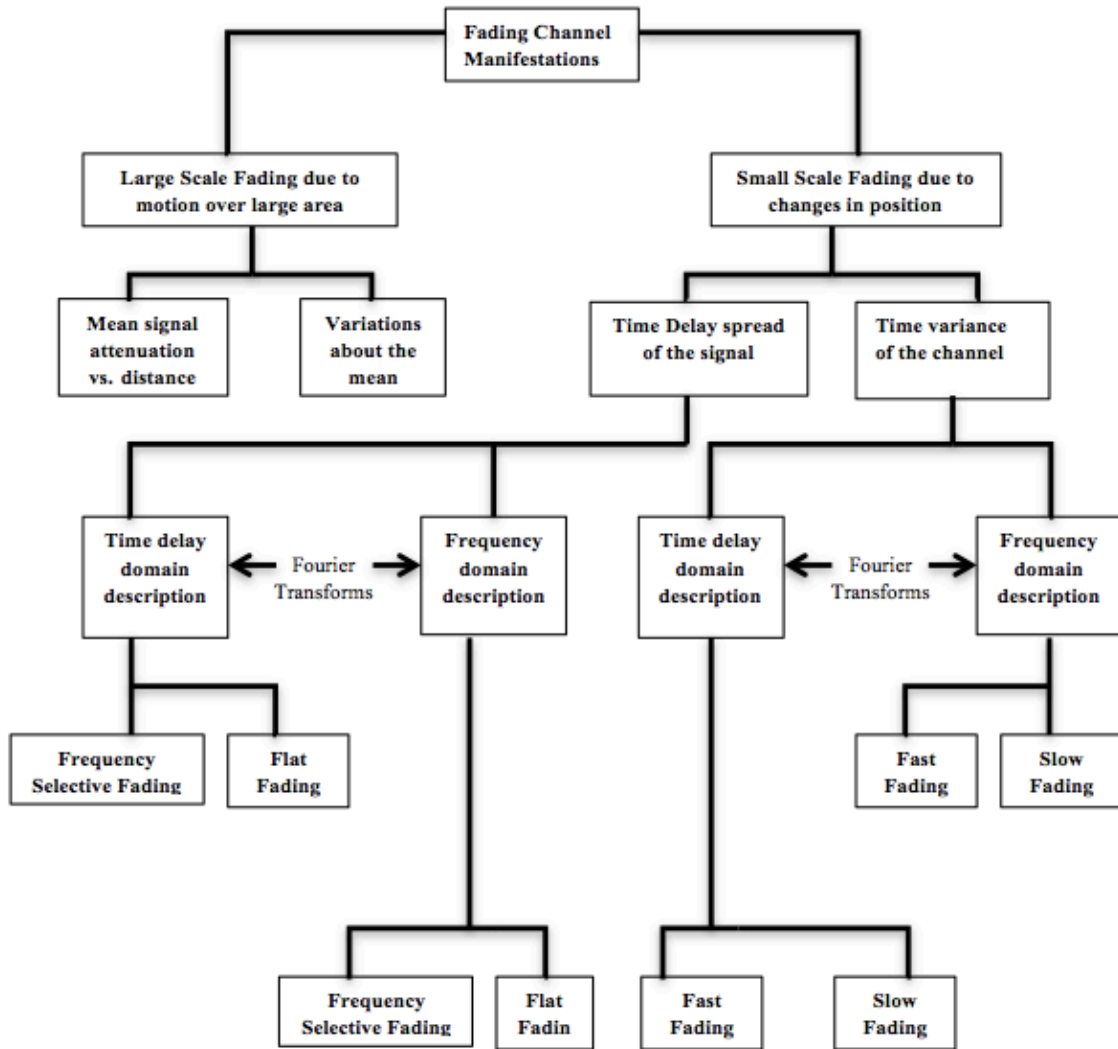 Fading Channel
Manifestations
Large Scale Fading due to
motion over large area
Small Scale Fading due to
changes in position
Mean signal
attenuation
vs. distance
Variations
about the
mean
Time Delay spread
of the signal
Time variance
of the channel
Time delay
domain
description
Fourier
Transforms
Frequency
domain
description
Time delay
domain
description
Fourier
Transforms
Frequency
domain
description
Frequency
Selective Fading
Flat
Fading
Fast
Fading
Slow
Fading
Frequency
Selective Fading
Flat
Fadin
Fast
Fading
Slow
Fading